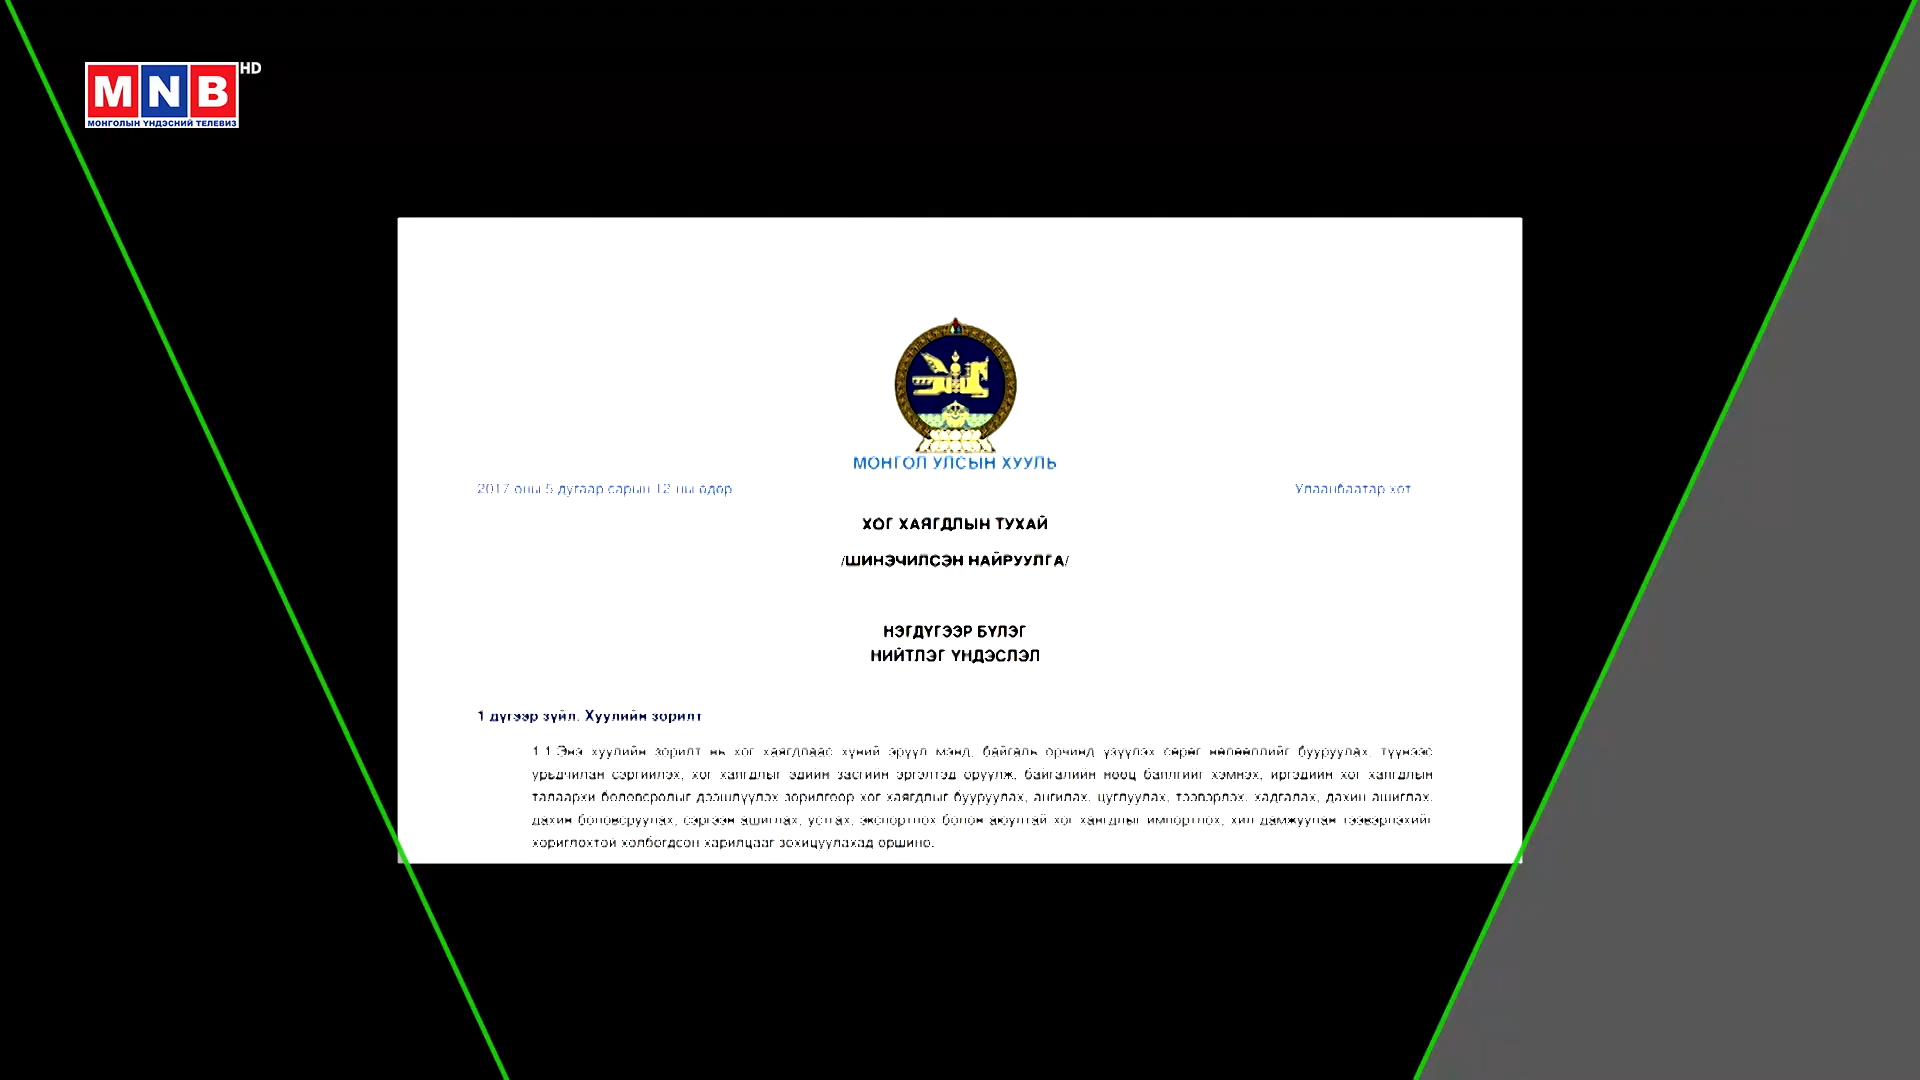 MNB HD
МОНГОЛЫН ҮНДЭСНИЙ ТЕЛЕВИЗ
МОНГОЛ УЛСЫН ХУУЛЬ
2017 оны 5 дугаар сарын 12-ны өдөр Улаанбаатар хот
ХОГ ХАЯГДЛЫН ТУХАЙ
/ШИНЭЧИЛСЭН НАЙРУУЛГА/
НЭГДҮГЭЭР БҮЛЭГ
НИЙТЛЭГ ҮНДЭСЛЭЛ
1 дүгээр зүйл. Хуулийн зорилт
1.1.Энэ хуулийн зорилт нь хог хаягдлаас хүний эрүүл мэнд, байгаль орчинд үзүүлэх сөрөг нөлөөллийг бууруулах, түүнээс
урьдчилан сэргийлэх, хог хаягдлыг эдийн засгийн эргэлтэд оруулж, байгалийн нөөц баялгийг хэмнэх, иргэдийн хог хаягдлын
талаархи боловсролыг дээшлүүлэх зорилгоор хог хаягдлыг бууруулах, ангилах, цуглуулах, тээвэрлэх, хадгалах, дахин ашиглах,
дахин боловсруулах, сэргээн ашиглах, устгах, экспортлох болон аюултай хог хаягдлыг импортлох, хил дамжуулан тээвэрлэхийг
хориглохтой холбогдсон харилцааг зохицуулахад оршино.